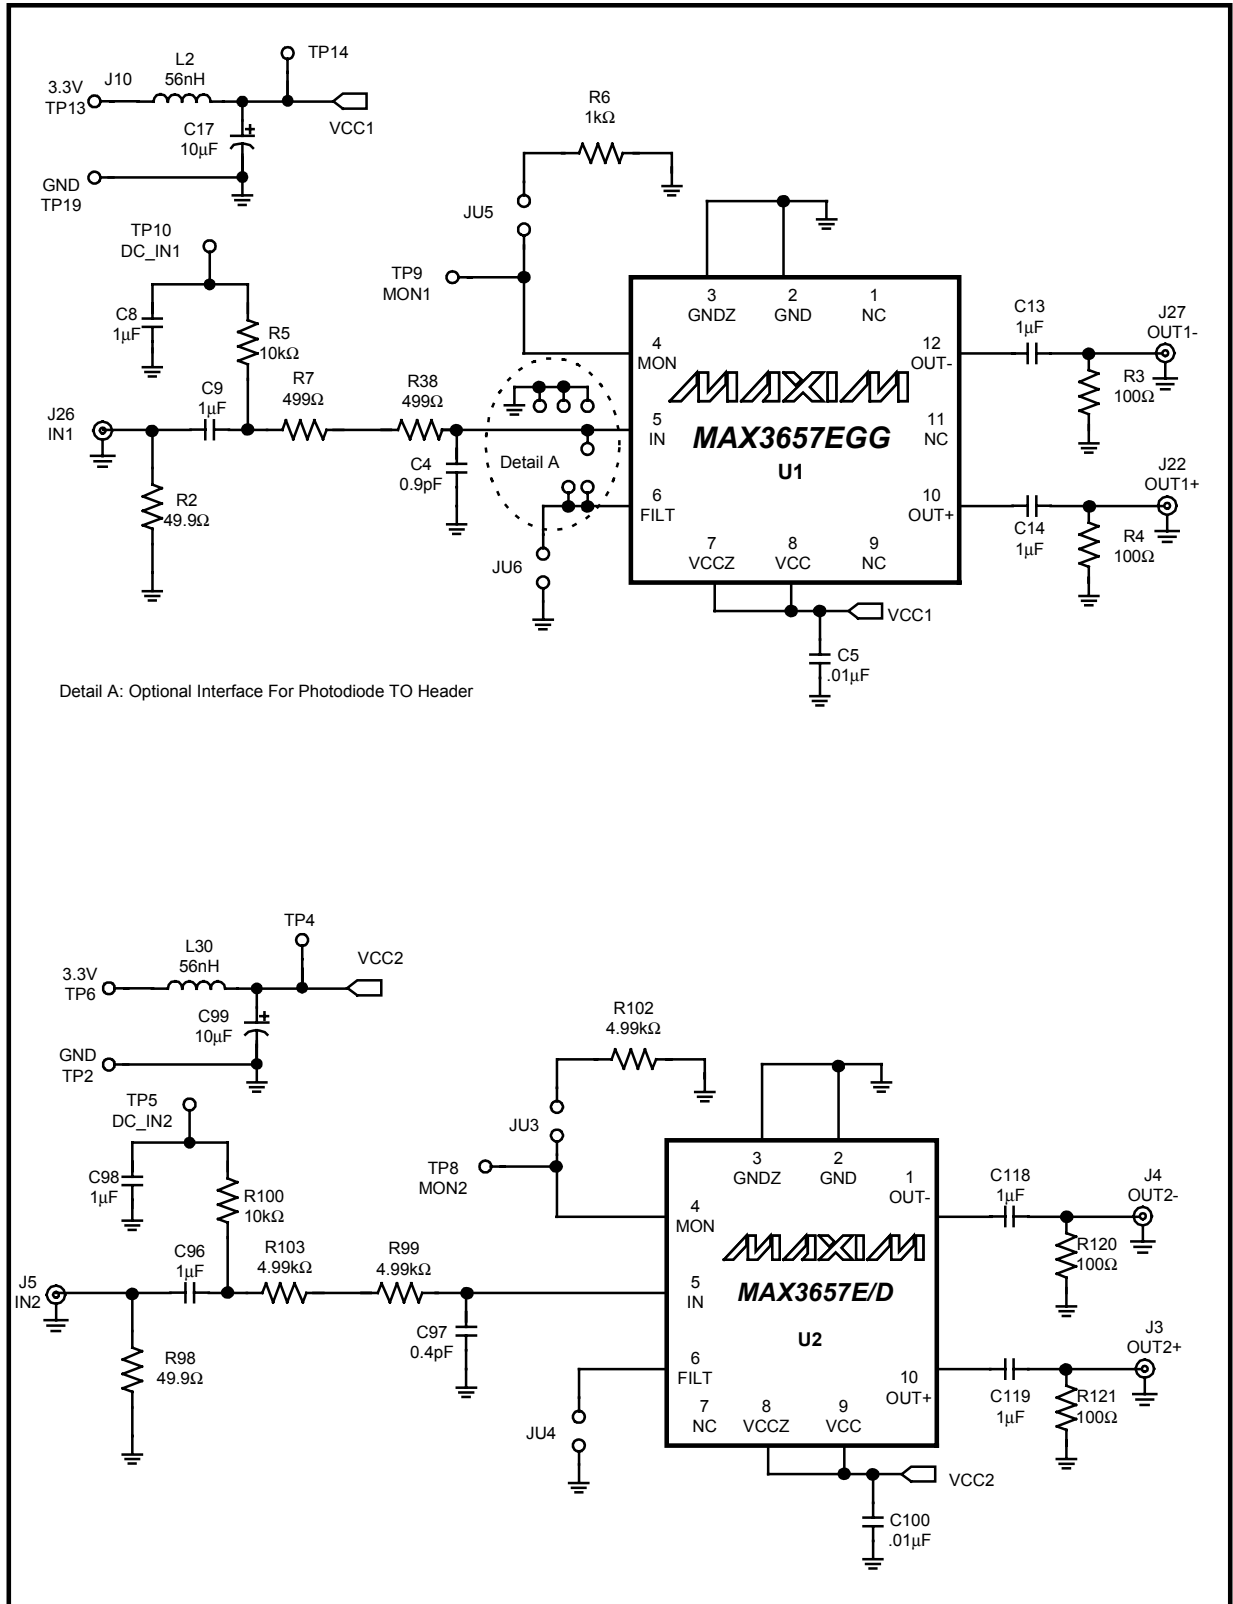 L2
56nH
TP14
J10
3.3V
TP13
VCC1
C17
10µF
GND
TP19
R6
1kΩ
JU5
TP10
DC_IN1
TP9
MON1
C8
1µF
R5
10kΩ
C9
1µF
R7
499Ω
R38
499Ω
J26
IN1
R2
49.9Ω
C4
0.9pF
Detail A
JU6
3
GNDZ
2
GND
1
NC
4
MON
12
OUT-
MAXIM
5
IN
11
NC
MAX3657EGG
U1
6
FILT
10
OUT+
7
VCCZ
8
VCC
9
NC
C13
1µF
J27
OUT1-
R3
100Ω
J22
OUT1+
C14
1µF
R4
100Ω
VCC1
C5
.01µF
Detail A: Optional Interface For Photodiode TO Header
TP4
L30
56nH
VCC2
3.3V
TP6
C99
10µF
GND
TP2
R102
4.99kΩ
TP5
DC_IN2
JU3
TP8
MON2
C98
1µF
R100
10kΩ
C96
1µF
R103
4.99kΩ
R99
4.99kΩ
J5
IN2
R98
49.9Ω
C97
0.4pF
JU4
3
GNDZ
2
GND
1
OUT-
4
MON
MAXIM
5
IN
MAX3657E/D
U2
6
FILT
10
OUT+
7
NC
8
VCCZ
9
VCC
C118
1µF
J4
OUT2-
R120
100Ω
J3
OUT2+
C119
1µF
R121
100Ω
VCC2
C100
.01µF